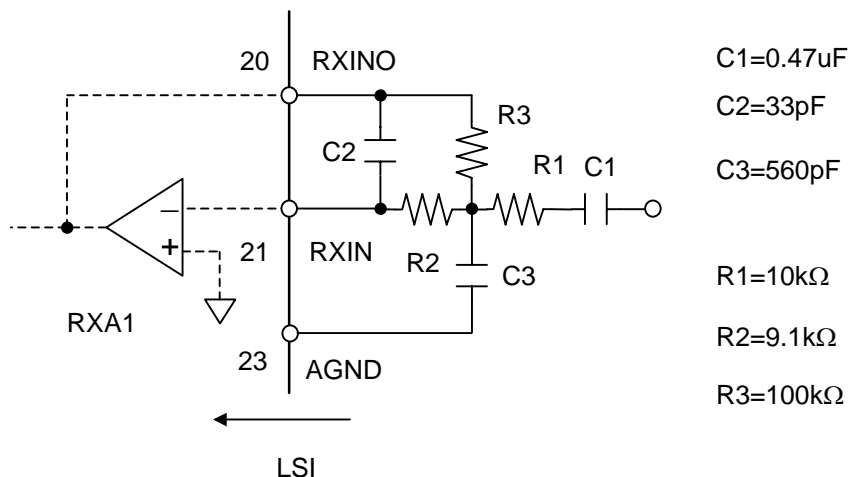 20 RXINO
R3
C2
R1 C1
21 RXIN
R2
C3
RXA1
23
AGND
LSI
C1=0.47uF
C2=33pF
C3=560pF
R1=10kΩ
R2=9.1kΩ
R3=100kΩ